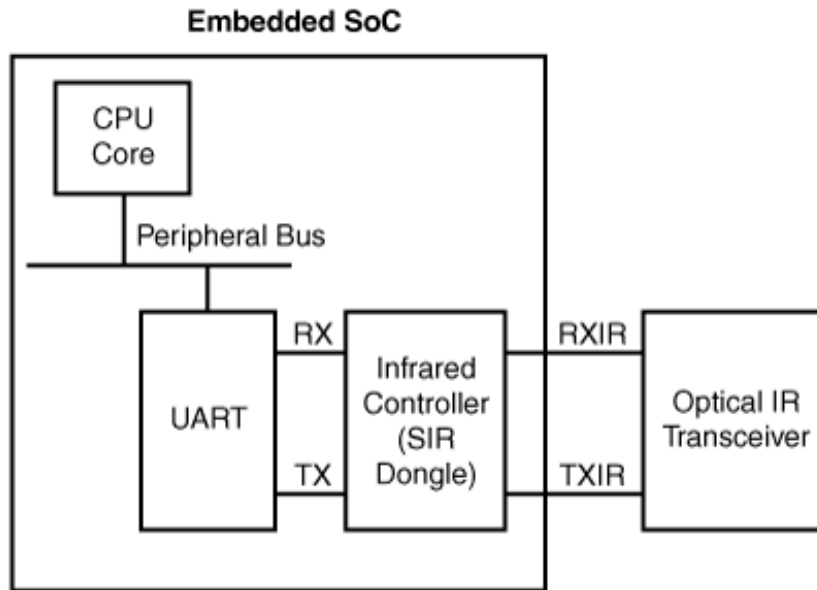 Embedded SoC
CPU
Core
Peripheral Bus
RX
RXIR
UART
Infrared
Controller
(SIR
Dongle)
Optical IR
Transceiver
TX
TXIR